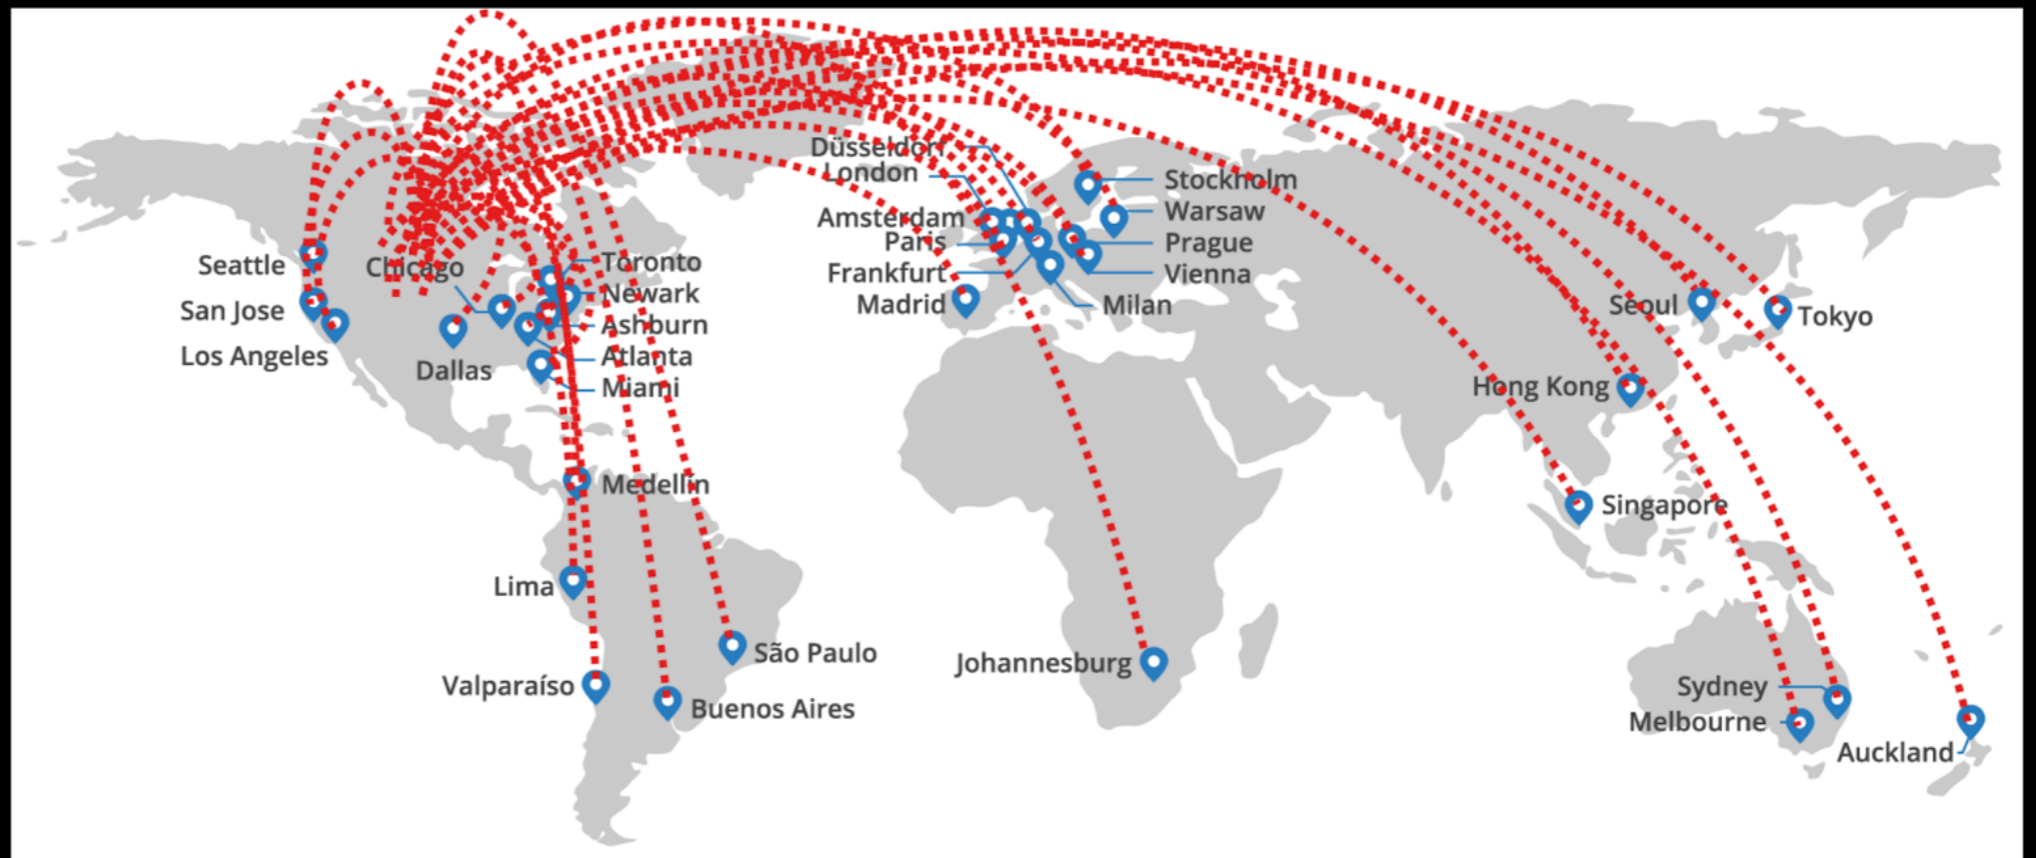 Düsseldorf
London
Stockholm
Amsterdam
Warsaw
Paris
Prague
Seattle
Chicago
Toronto
Frankfurt
Vienna
San Jose
Newark
Madrid
Milan
Seoul
Tokyo
Ashburn
Los Angeles
Atlanta
Dallas
Miami
Hong Kong
Medellín
Singapore
Lima
São Paulo
Johannesburg
Valparaíso
Sydney
Buenos Aires
Melbourne
Auckland